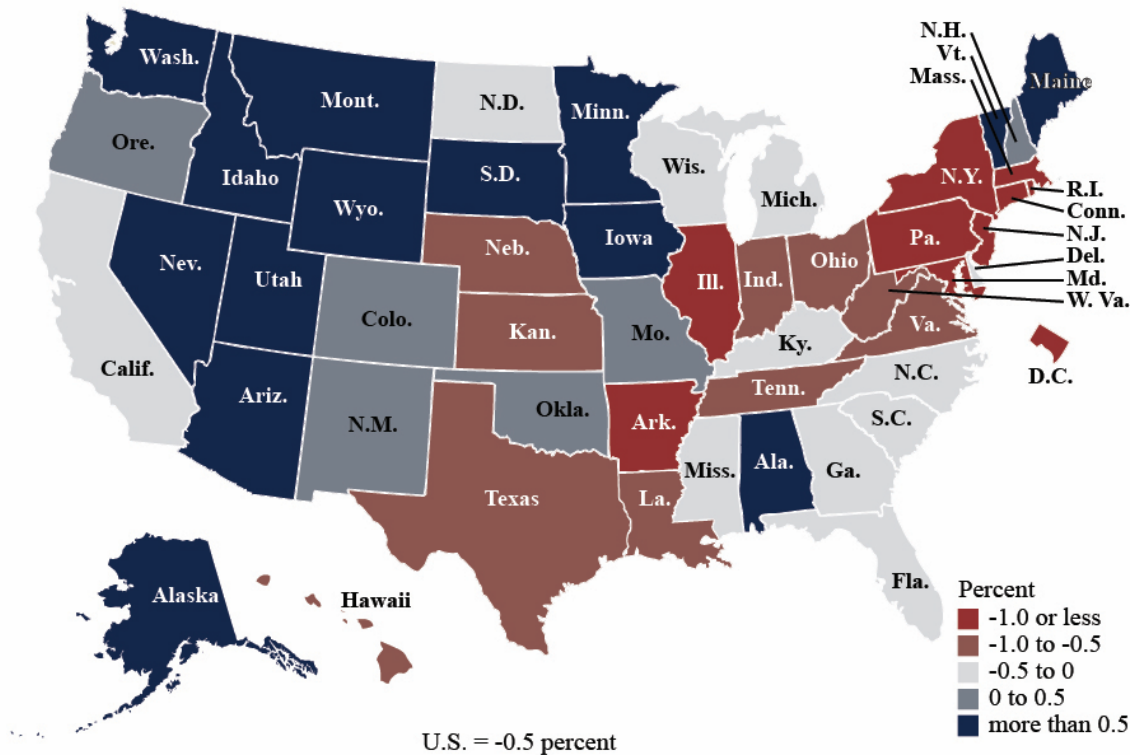 N.H.
Vt.
Mass.
Wash.
Mont.
N.D.
Minn.
Maine
Ore.
Idaho
S.D.
Wis.
Mich.
N.Y.
Wyo.
R.I.
Conn.
N.J.
Del.
Md.
W. Va.
Nev.
Utah
Neb.
Iowa
Ill.
Ind.
Ohio
Pa.
Colo.
Kan.
Mo.
Ky.
Va.
Calif.
D.C.
Ariz.
N.M.
Okla.
Ark.
Tenn.
N.C.
S.C.
Texas
La.
Miss.
Ala.
Ga.
Fla.
Alaska
Hawaii
Percent
-1.0 or less
-1.0 to -0.5
-0.5 to 0
0 to 0.5
more than 0.5
U.S. = -0.5 percent